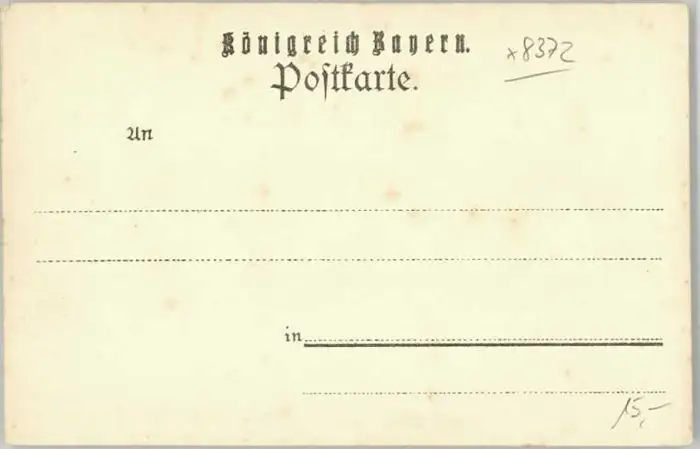 Königreich Bayern.
x8372
Postkarte.
An
in
15,-